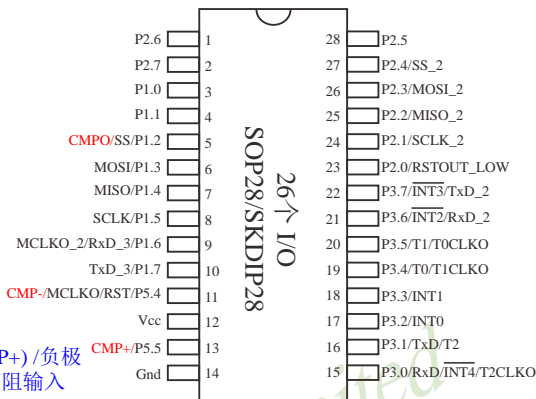 P2.6 1 28 P2.5
P2.7 2 27 P2.4/SS_2
P1.0 3 26 P2.3/MOSI_2
P1.1 4 25 P2.2/MISO_2
CMPO/SS/P1.2 5 24 P2.1/SCLK_2
MOSI/P1.3 6 23 P2.0/RSTOUT_LOW
MISO/P1.4 7 22 P3.7/INT3/TxD_2
SCLK/P1.5 8 21 P3.6/INT2/RxD_2
MCLKO_2/RxD_3/P1.6 9 20 P3.5/T1/T0CLKO
TxD_3/P1.7 10 19 P3.4/T0/T1CLKO
CMP-/MCLKO/RST/P5.4 11 18 P3.3/INT1
Vcc 12 17 P3.2/INT0
CMP+/P5.5 13 16 P3.1/TxD/T2
Gnd 14 15 P3.0/RxD/INT4/T2CLKO
26个 I/O
SOP28/SKDIP28
P+) /负极
阻输入